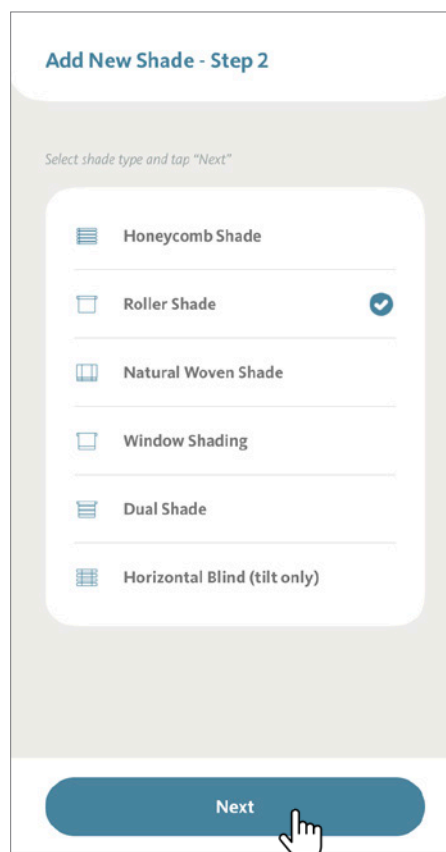 Add New Shade - Step 2
Select shade type and tap “Next”
Honeycomb Shade
Roller Shade
Natural Woven Shade
Window Shading
Dual Shade
Horizontal Blind (tilt only)
Next